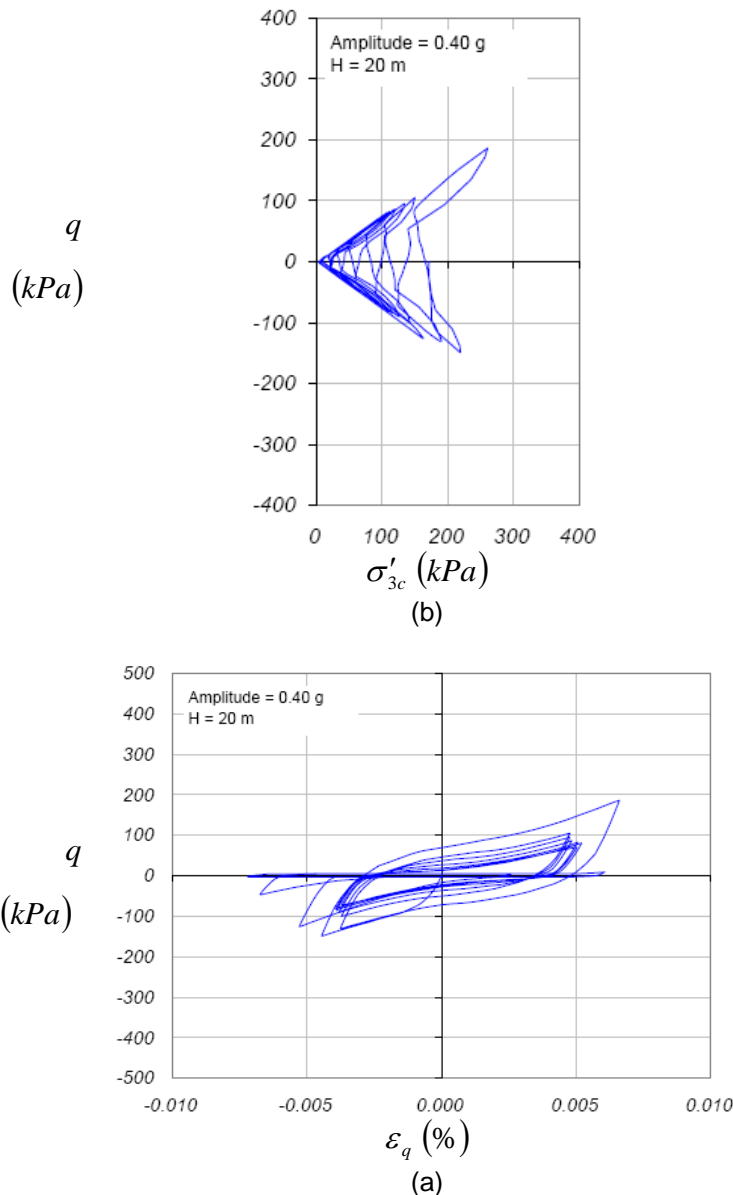 400
Amplitude = 0.40 g
H = 20 m
300
200
100
q
0
(kPa)
-100
-200
-300
-400
0 100 200 300 400
σ′3c (kPa)
(b)
500
Amplitude = 0.40 g
400
H = 20 m
300
200
100
q
0
(kPa)
-100
-200
-300
-400
-500
-0.010 -0.005 0.000 0.005 0.010
εq (%)
(a)